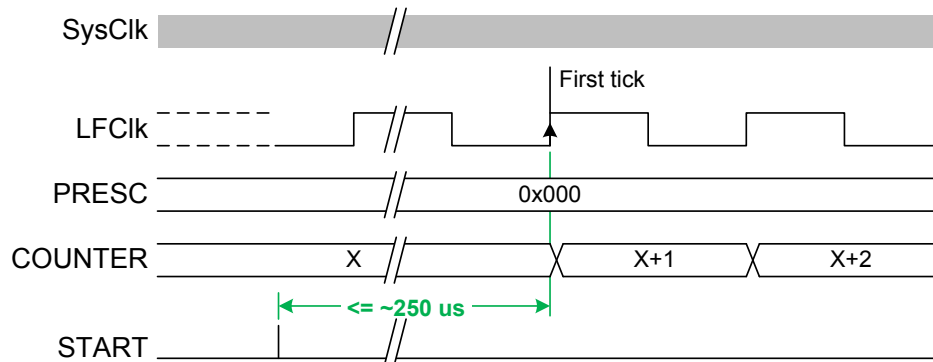 SysClk
First tick
LFClk
PRESC
0x000
COUNTER
X
X+1
X+2
<= ~250 us
START